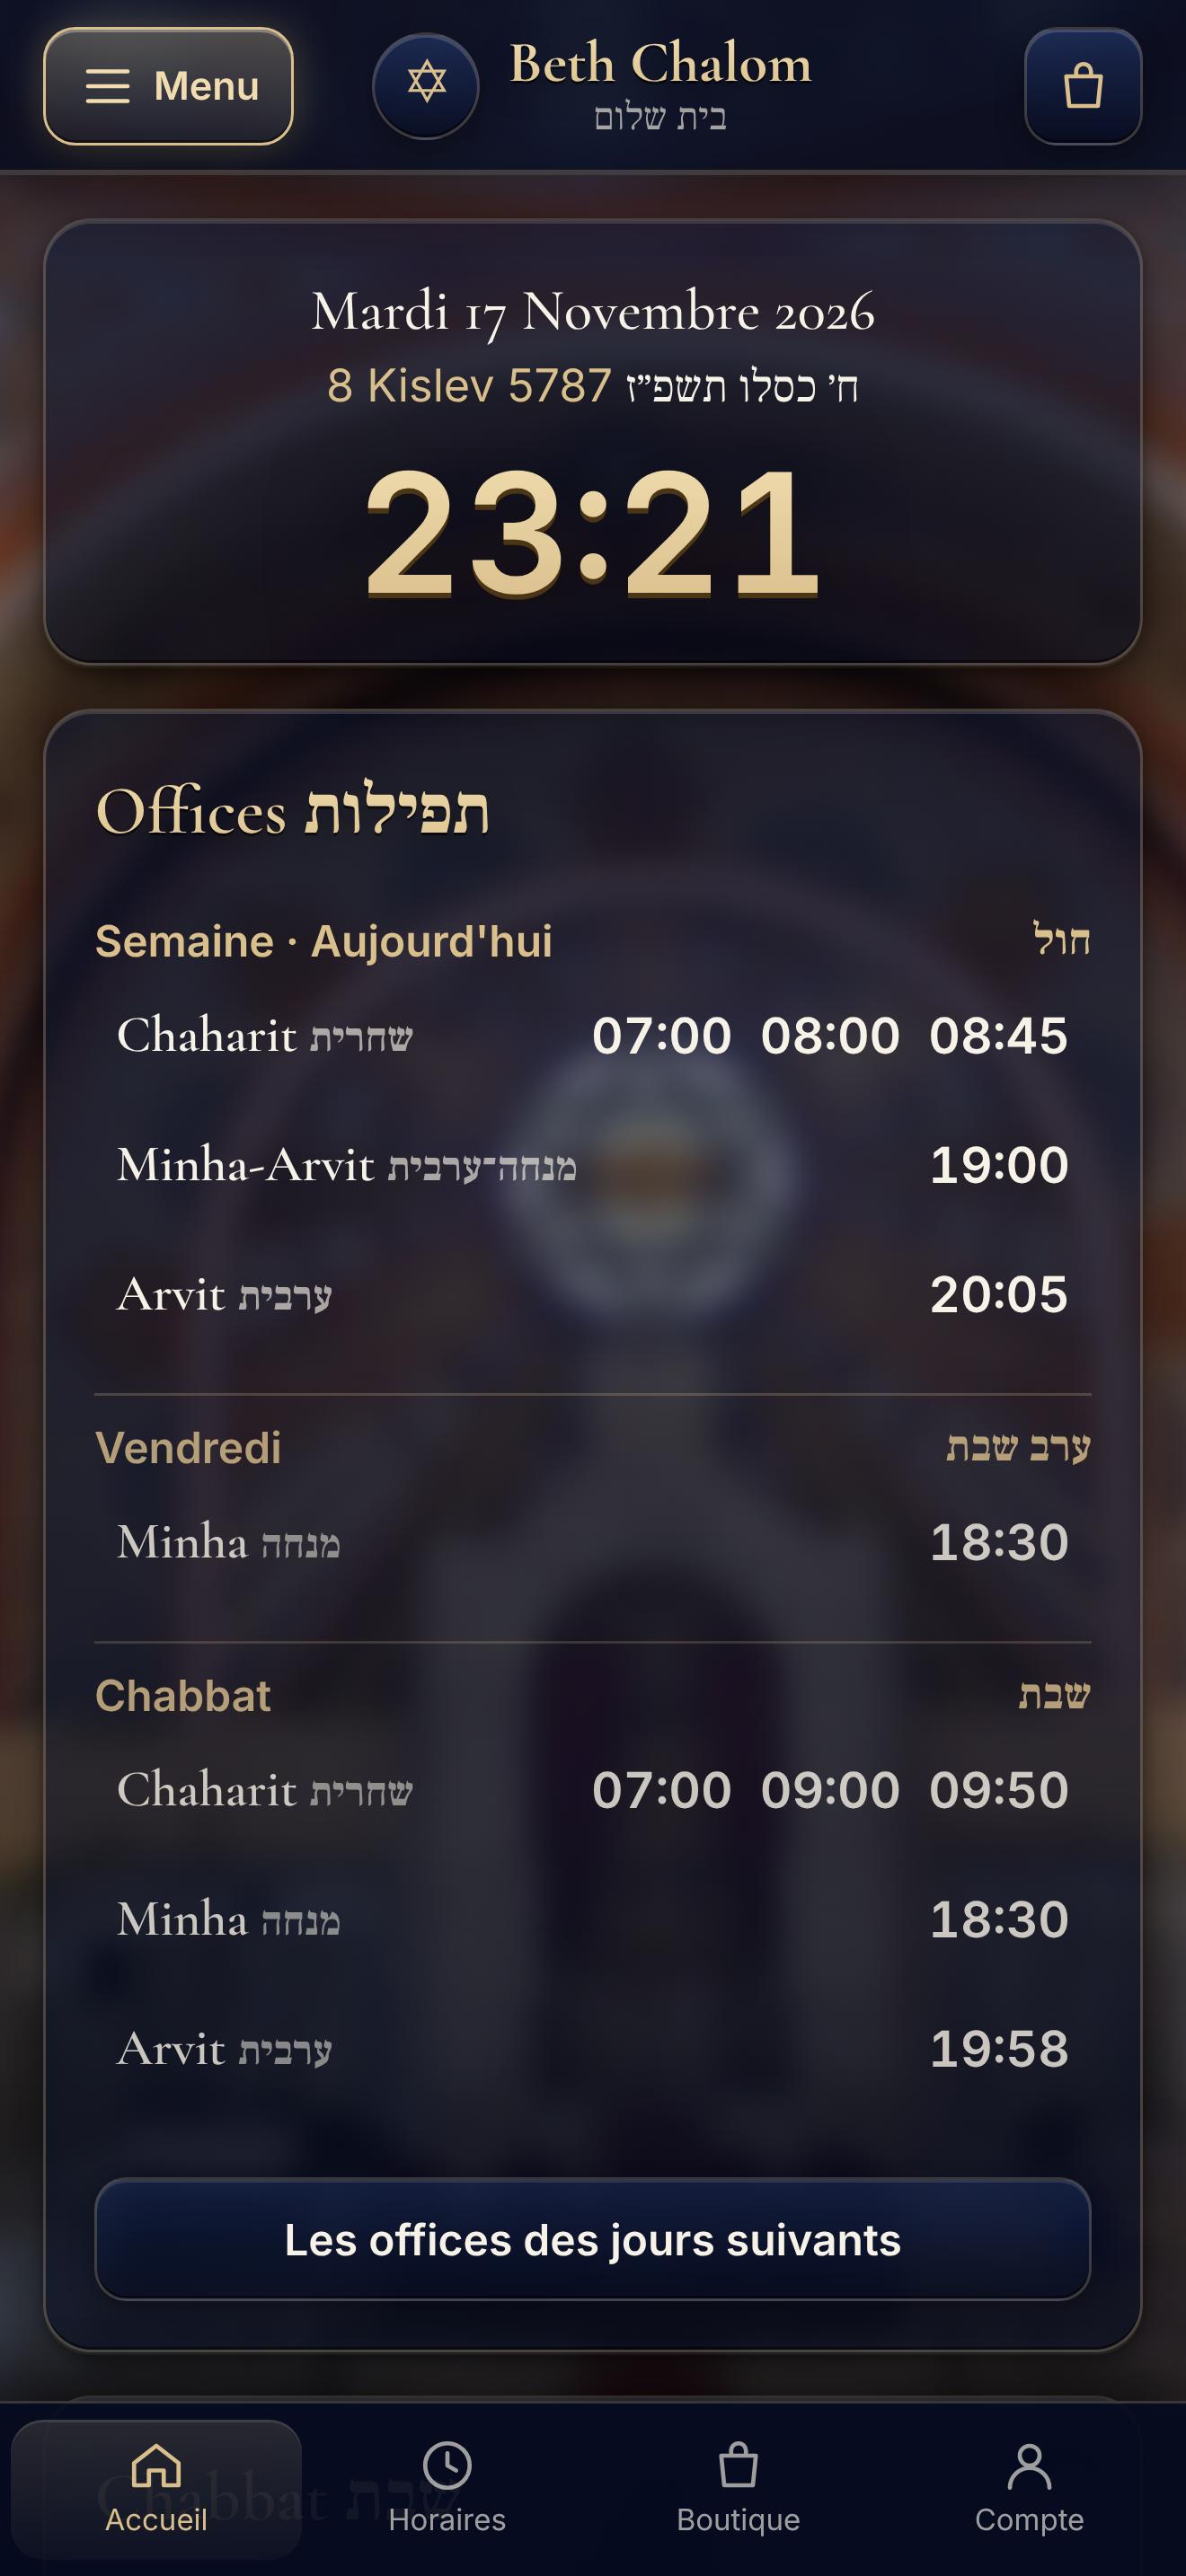 Menu
Beth Chalom
בית שלום
Mardi 17 Novembre 2026
8 Kislev 5787 ח׳ כסלו תשפ״ז
23:21
Offices תפילות
Semaine · Aujourd'hui חול
Chaharit שחרית 07:00 08:00 08:45
Minha-Arvit מנחה־ערבית 19:00
Arvit ערבית 20:05
Vendredi ערב שבת
Minha מנחה 18:30
Chabbat שבת
Chaharit שחרית 07:00 09:00 09:50
Minha מנחה 18:30
Arvit ערבית 19:58
Les offices des jours suivants
Chabbat שבת
Accueil Horaires Boutique Compte